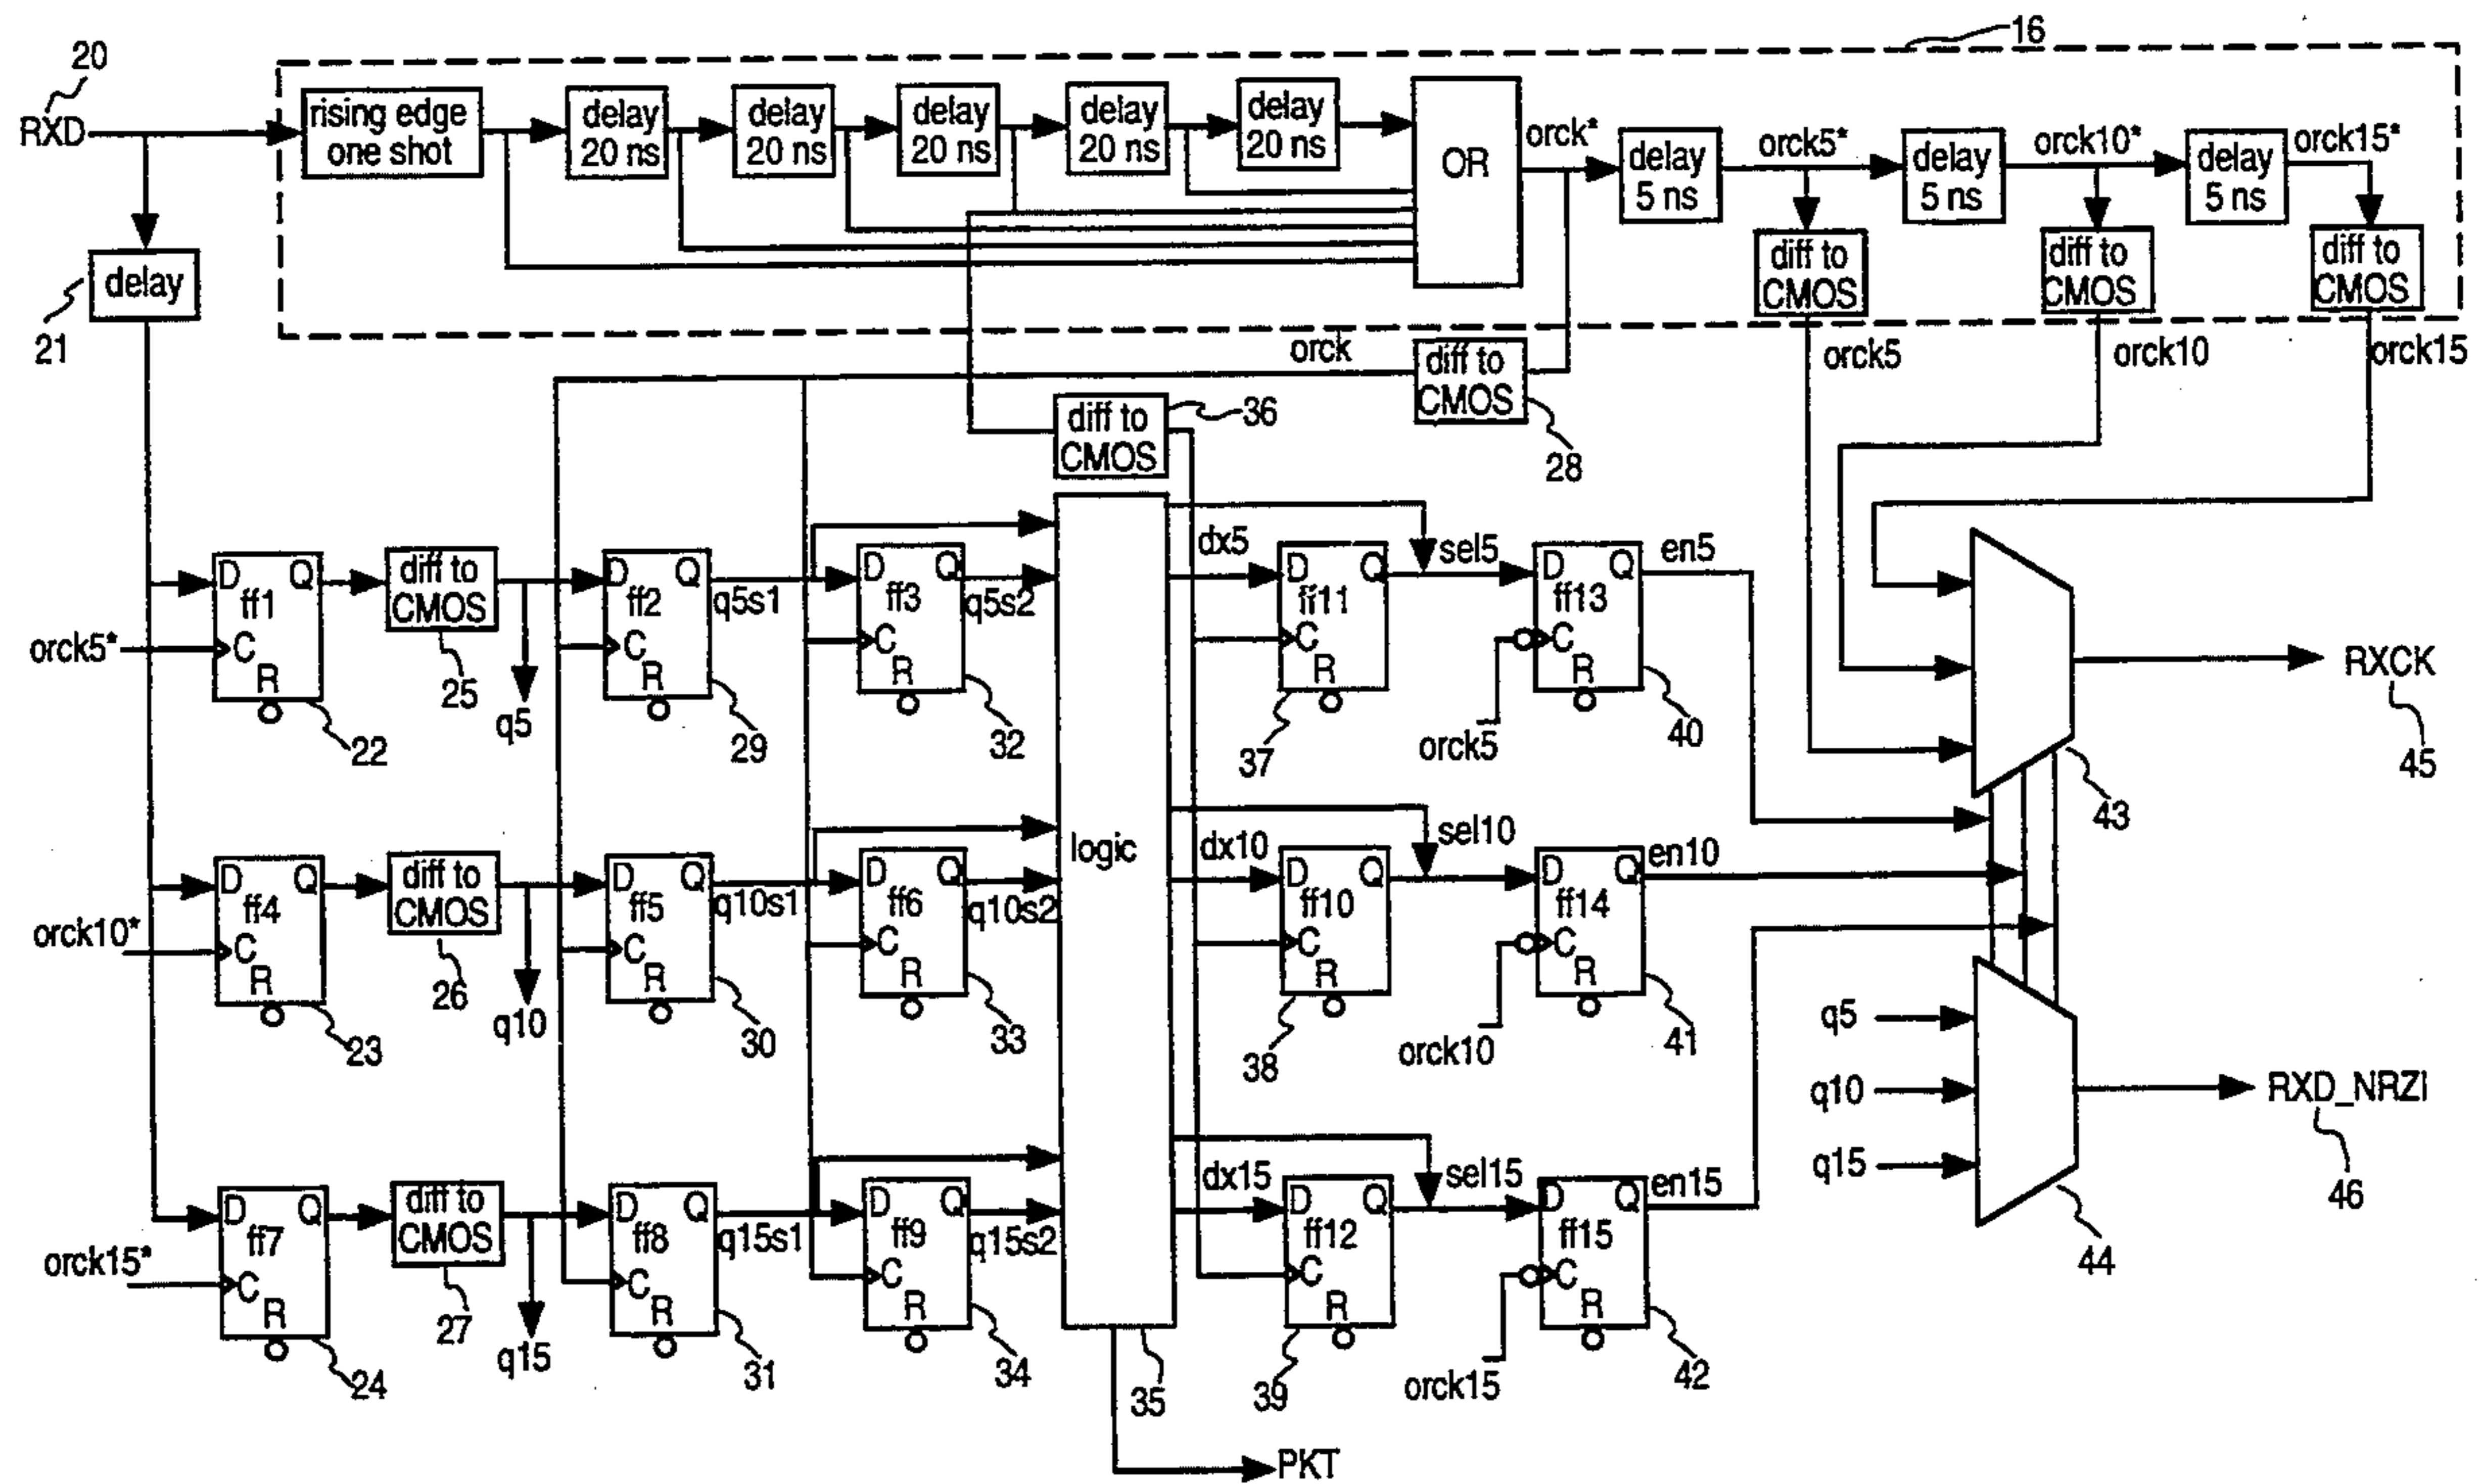 16
20
RXD
rising edge
one shot
delay
20 ns
delay
20 ns
delay
20 ns
delay
20 ns
delay
20 ns
OR
orck*
delay
5 ns
orck5*
delay
5 ns
orck10*
delay
5 ns
orck15*
diff to
CMOS
diff to
CMOS
diff to
CMOS
delay
21
orck
diff to
CMOS
28
orck5
orck10
orck15
diff to
CMOS
36
D Q
ff1
C
R
orck5*
22
diff to
CMOS
25
q5
D Q
ff2
C
R
29
q5s1
D Q
ff3
C
R
32
q5s2
logic
35
PKT
dx5
D Q
ff11
C
R
37
sel5
D Q
ff13
C
R
orck5
40
en5
43
RXCK
45
D Q
ff4
C
R
orck10*
23
diff to
CMOS
26
q10
D Q
ff5
C
R
30
q10s1
D Q
ff6
C
R
33
q10s2
dx10
D Q
ff10
C
R
38
sel10
D Q
ff14
C
R
orck10
41
en10
q5
q10
q15
44
RXD_NRZI
46
D Q
ff7
C
R
orck15*
24
diff to
CMOS
27
q15
D Q
ff8
C
R
31
q15s1
D Q
ff9
C
R
34
q15s2
dx15
D Q
ff12
C
R
39
sel15
D Q
ff15
C
R
orck15
42
en15